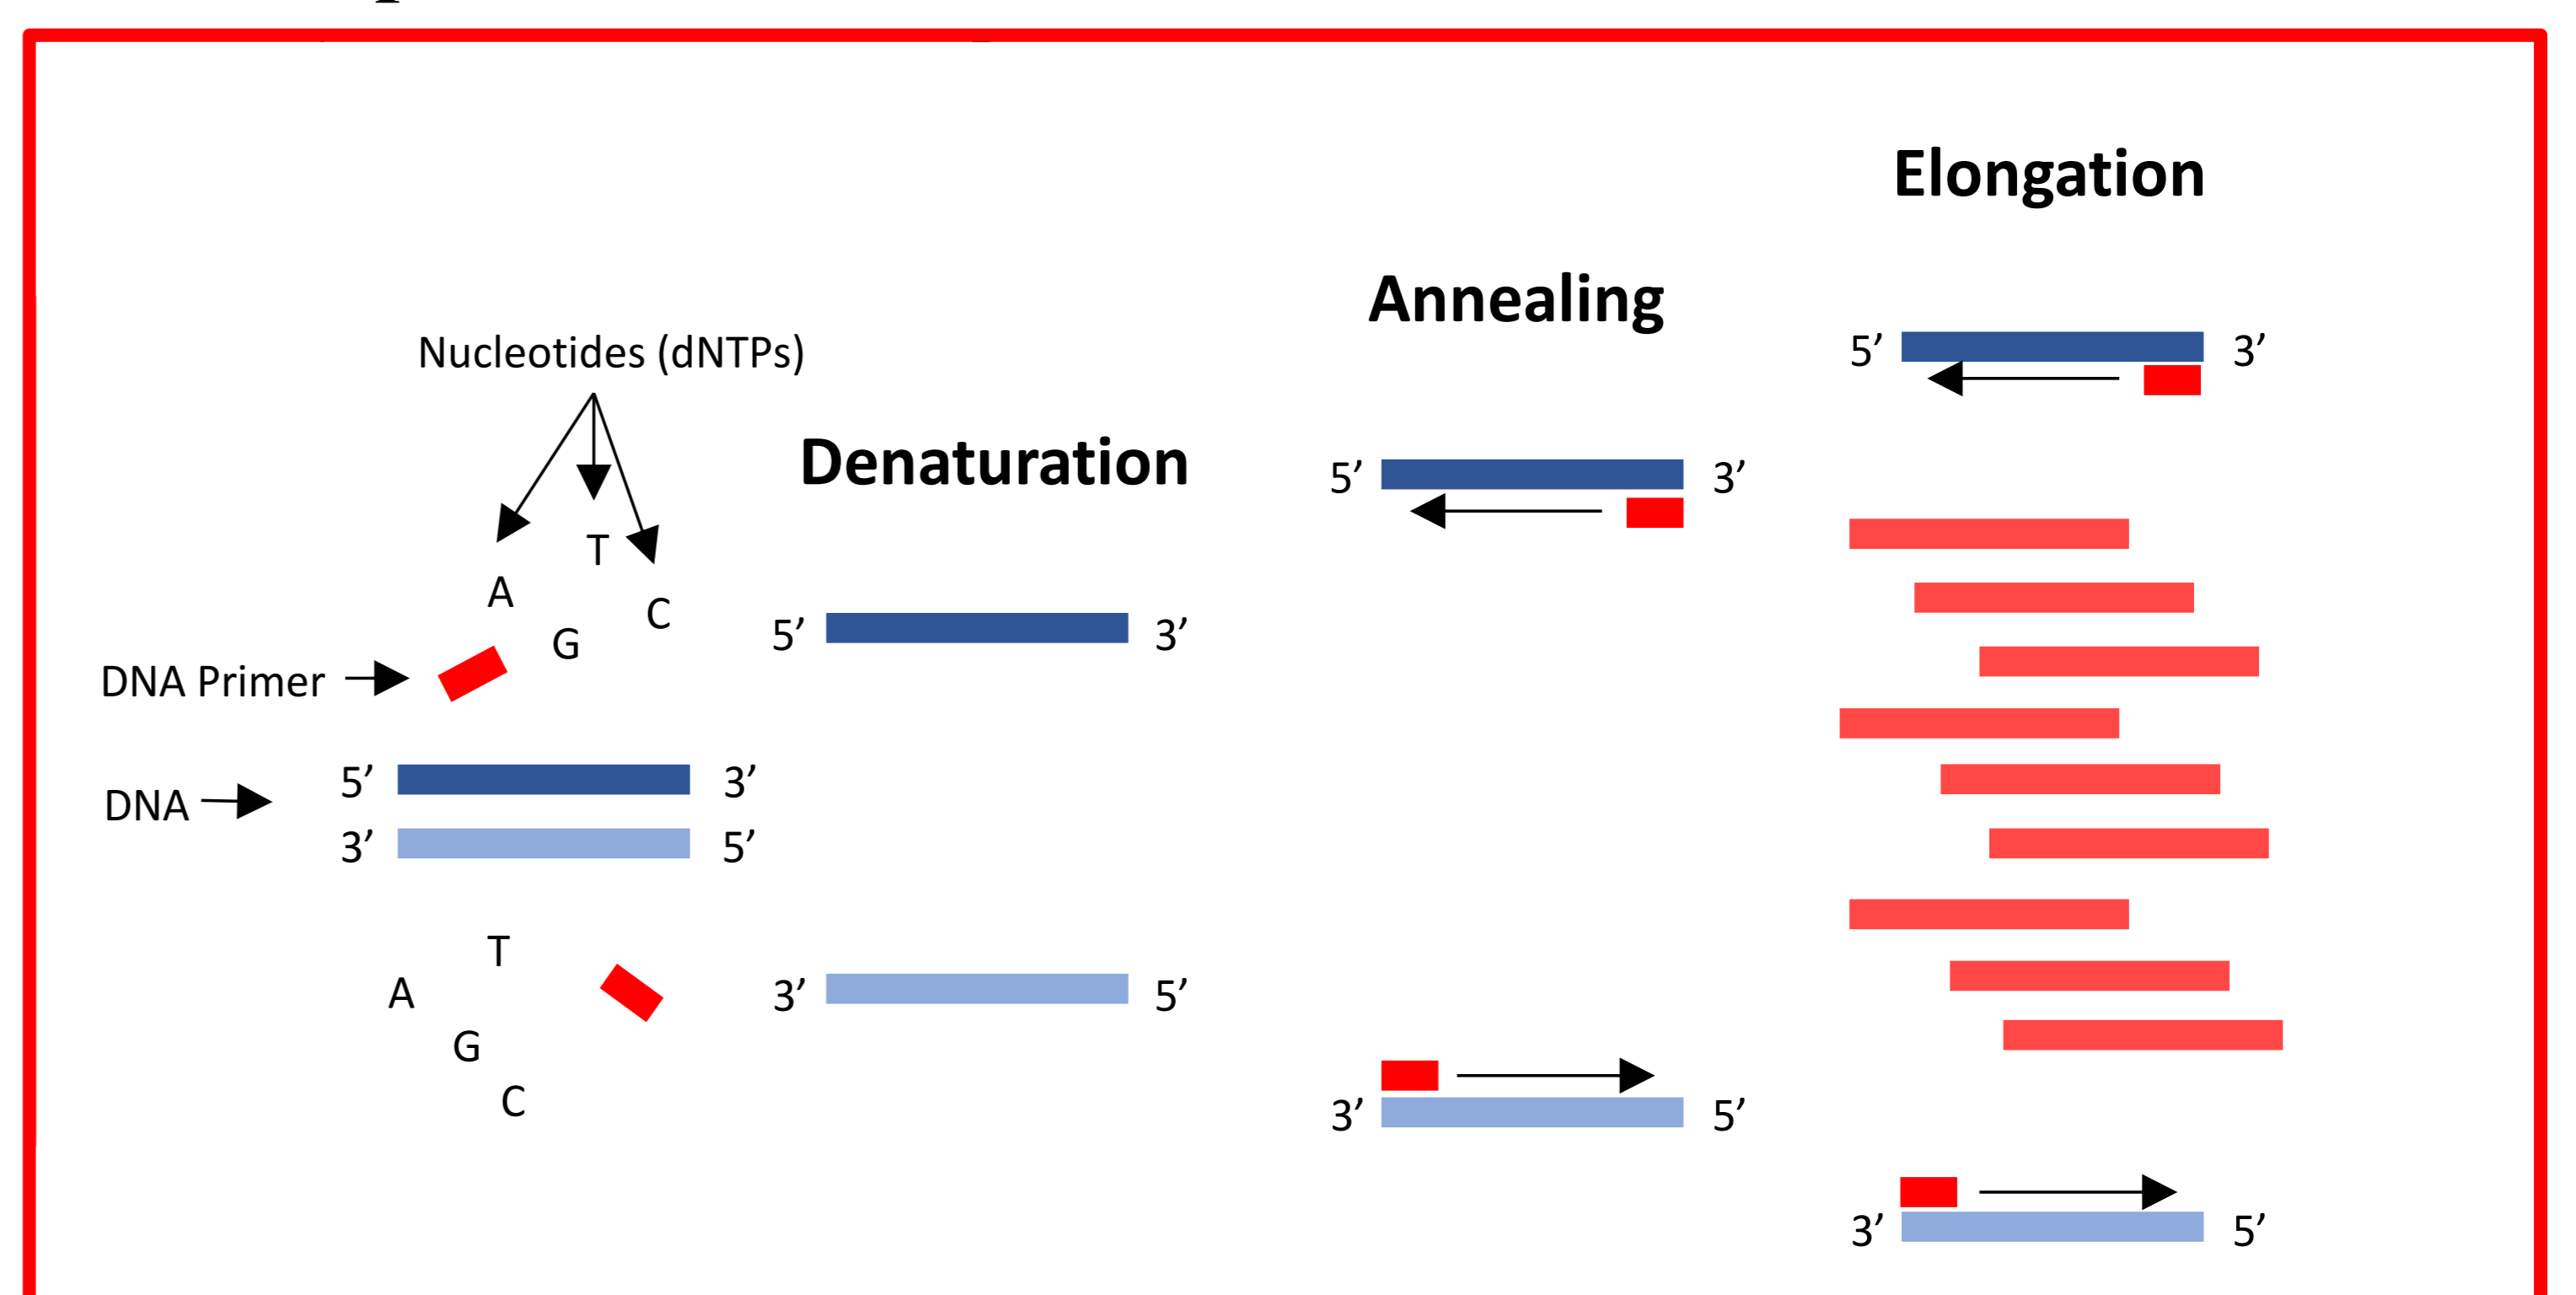 Elongation
Annealing
Nucleotides (dNTPs)
5’ 3’
Denaturation
5’ 3’
T
A
C
G
5’ 3’
DNA Primer
5’ 3’
DNA
3’ 5’
T
A
3’ 5’
G
C
3’ 5’
3’ 5’